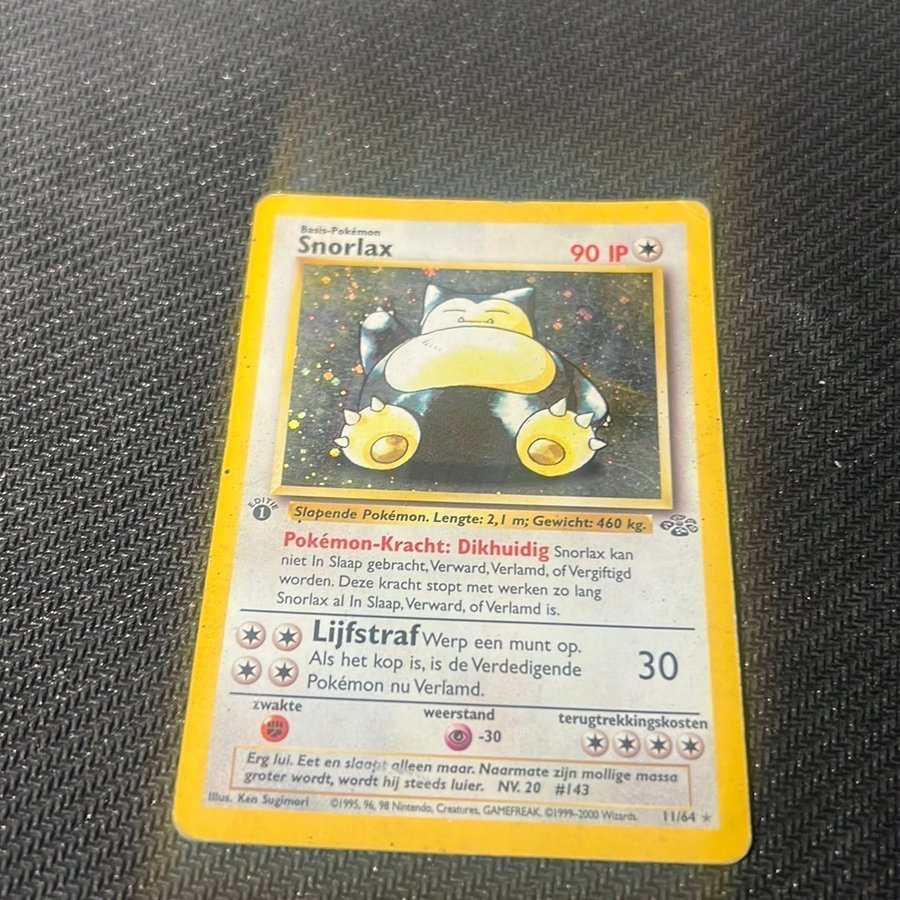 Basis-Pokémon
Snorlax
90 IP
EDITIE
1
Slapende Pokémon. Lengte: 2,1 m; Gewicht: 460 kg.
Pokémon-Kracht: Dikhuidig Snorlax kan
niet In Slaap gebracht, Verward, Verlamd, of Vergiftigd
worden. Deze kracht stopt met werken zo lang
Snorlax al In Slaap, Verward, of Verlamd is.
Lijfstraf Werp een munt op.
Als het kop is, is de Verdedigende
Pokémon nu Verlamd.
30
zwakte
weerstand
terugtrekkingskosten
-30
Erg lui. Eet en slaapt alleen maar. Naarmate zijn mollige massa
groter wordt, wordt hij steeds luier. NV. 20 #143
Illus. Ken Sugimori ©1995, 96, 98 Nintendo, Creatures, GAMEFREAK. ©1999-2000 Wizards. 11/64 ★